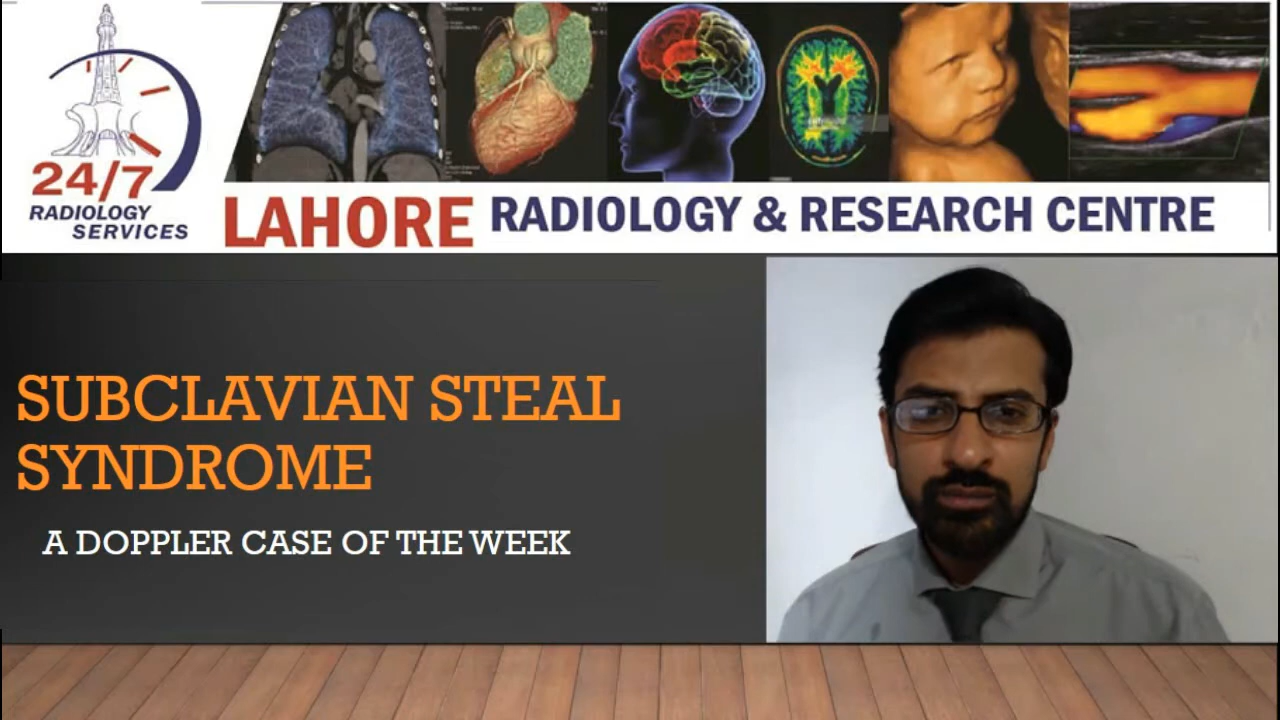 24/7
RADIOLOGY
SERVICES
LAHORE RADIOLOGY & RESEARCH CENTRE
SUBCLAVIAN STEAL
SYNDROME
A DOPPLER CASE OF THE WEEK